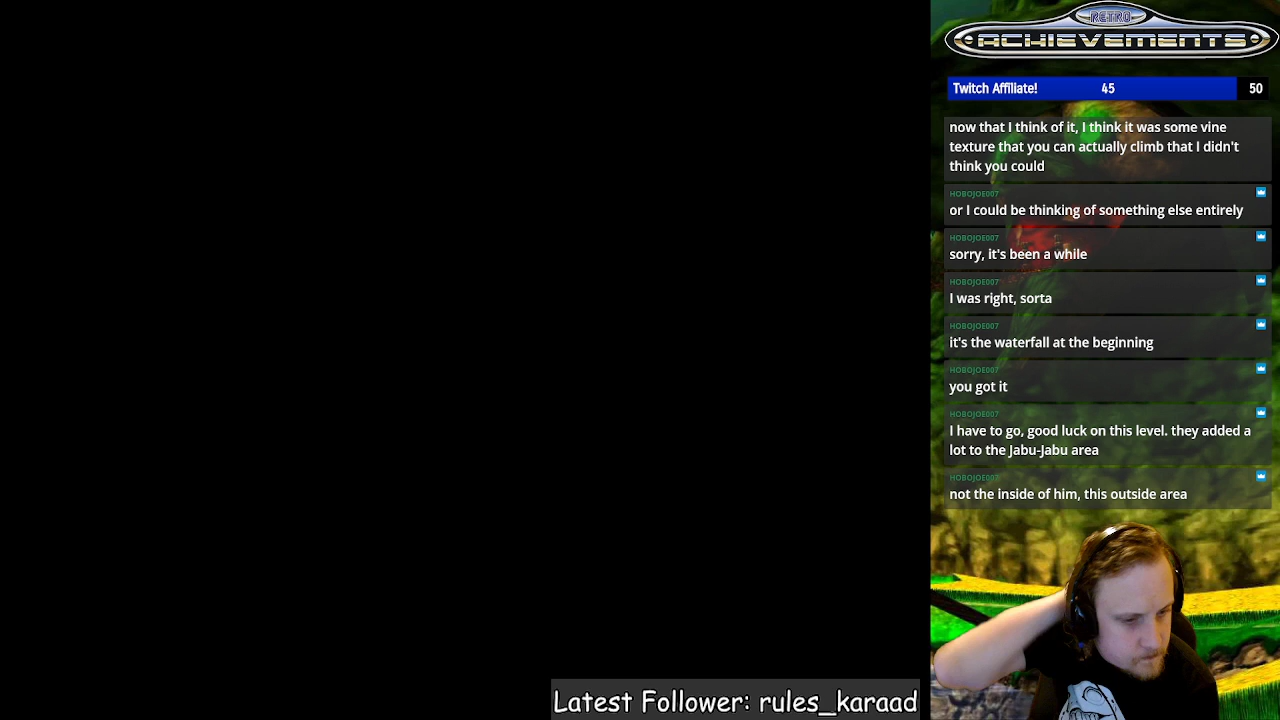 RETRO
ACHIEVEMENTS
Twitch Affiliate! 45 50
now that I think of it, I think it was some vine
texture that you can actually climb that I didn't
think you could
HOBOJOE007
or I could be thinking of something else entirely
HOBOJOE007
sorry, it's been a while
HOBOJOE007
I was right, sorta
HOBOJOE007
it's the waterfall at the beginning
HOBOJOE007
you got it
HOBOJOE007
I have to go, good luck on this level. they added a
lot to the Jabu-Jabu area
HOBOJOE007
not the inside of him, this outside area
Latest Follower: rules_karaad